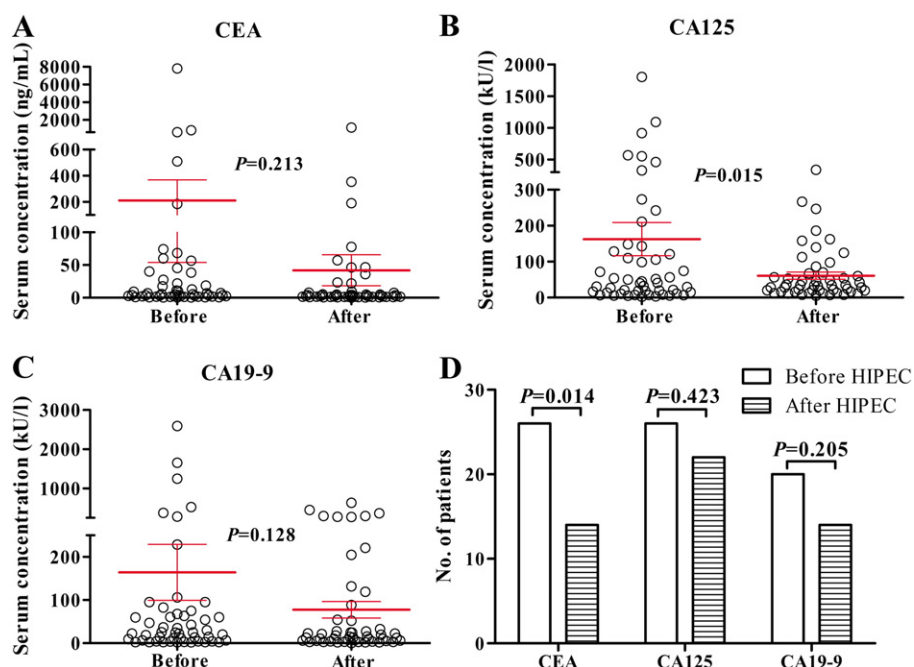 A
CEA
Serum concentration (ng/mL)
8000
6000
4000
2000
600
400
200
100
50
0
P=0.213
Before
After
B
CA125
Serum concentration (kU/l)
2000
1500
1000
500
300
200
100
0
P=0.015
Before
After
C
CA19-9
Serum concentration (kU/l)
3000
2000
1000
200
100
0
P=0.128
Before
After
D
Before HIPEC
After HIPEC
No. of patients
30
20
10
0
P=0.014
P=0.423
P=0.205
CEA
CA125
CA19-9